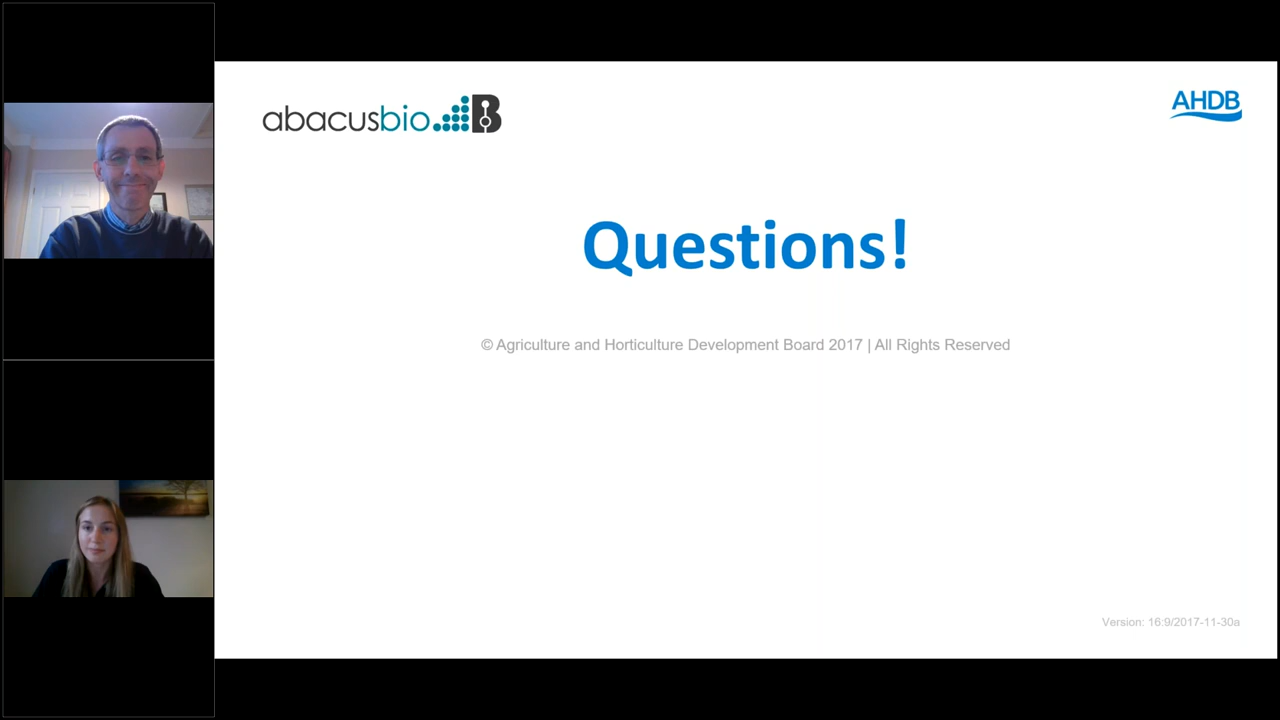 abacusbio B
AHDB
Questions!
© Agriculture and Horticulture Development Board 2017 | All Rights Reserved
Version: 16:9/2017-11-30a